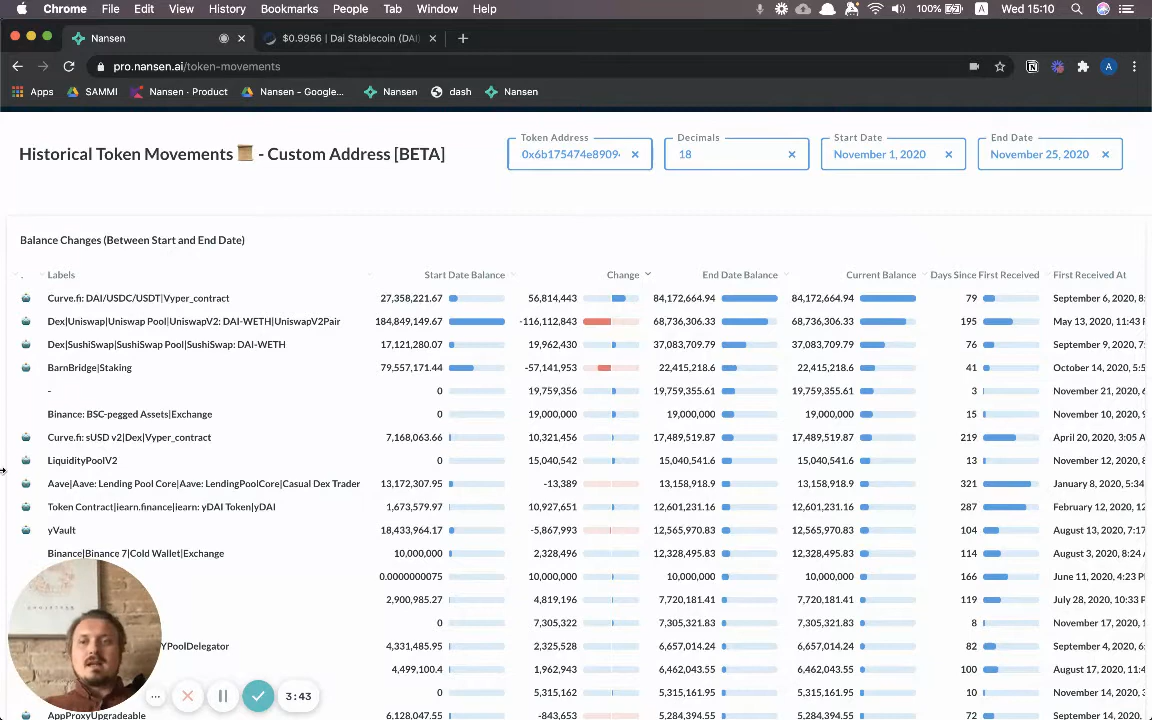 Chrome File Edit View History Bookmarks People Tab Window Help 100% A Wed 15:10
Nansen $0.9956 | Dai Stablecoin (DAI)
pro.nansen.ai/token-movements A
Apps SAMMI Nansen · Product Nansen - Google... Nansen dash Nansen
Historical Token Movements - Custom Address [BETA]
Token Address Decimals Start Date End Date
0x6b175474e8909 18 November 1, 2020 November 25, 2020
Balance Changes (Between Start and End Date)
. Labels Start Date Balance Change End Date Balance Current Balance Days Since First Received First Received At
Curve.fi: DAI/USDC/USDT|Vyper_contract 27,358,221.67 56,814,443 84,172,664.94 84,172,664.94 79 September 6, 2020, 8:
Dex|Uniswap|Uniswap Pool|UniswapV2: DAI-WETH|UniswapV2Pair 184,849,149.67 -116,112,843 68,736,306.33 68,736,306.33 195 May 13, 2020, 11:43
Dex|SushiSwap|SushiSwap Pool|SushiSwap: DAI-WETH 17,121,280.07 19,962,430 37,083,709.79 37,083,709.79 76 September 9, 2020, 7:
BarnBridge|Staking 79,557,171.44 -57,141,953 22,415,218.6 22,415,218.6 41 October 14, 2020, 5:5
- 0 19,759,356 19,759,355.61 19,759,355.61 3 November 21, 2020, 6
Binance: BSC-pegged Assets|Exchange 0 19,000,000 19,000,000 19,000,000 15 November 10, 2020, 9
Curve.fi: sUSD v2|Dex|Vyper_contract 7,168,063.66 10,321,456 17,489,519.87 17,489,519.87 219 April 20, 2020, 3:05 A
LiquidityPoolV2 0 15,040,542 15,040,541.6 15,040,541.6 13 November 12, 2020, 8
Aave|Aave: Lending Pool Core|Aave: LendingPoolCore|Casual Dex Trader 13,172,307.95 -13,389 13,158,918.9 13,158,918.9 321 January 8, 2020, 5:34
Token Contract|iearn.finance|iearn: yDAI Token|yDAI 1,673,579.97 10,927,651 12,601,231.16 12,601,231.16 287 February 12, 2020, 12
yVault 18,433,964.17 -5,867,993 12,565,970.83 12,565,970.83 104 August 13, 2020, 7:17
Binance|Binance 7|Cold Wallet|Exchange 10,000,000 2,328,496 12,328,495.83 12,328,495.83 114 August 3, 2020, 8:24
0.0000000075 10,000,000 10,000,000 10,000,000 166 June 11, 2020, 4:23 P
2,900,985.27 4,819,196 7,720,181.41 7,720,181.41 119 July 28, 2020, 10:33
0 7,305,322 7,305,321.83 7,305,321.83 8 November 17, 2020, 1
YPoolDelegator 4,331,485.95 2,325,528 6,657,014.24 6,657,014.24 82 September 4, 2020, 6:
4,499,100.4 1,962,943 6,462,043.55 6,462,043.55 100 August 17, 2020, 11:4
0 5,315,162 5,315,161.95 5,315,161.95 10 November 14, 2020, 3
AppProxyUpgradeable 6,128,047.55 -843,653 5,284,394.55 5,284,394.55 72 September 14, 2020,
3:43